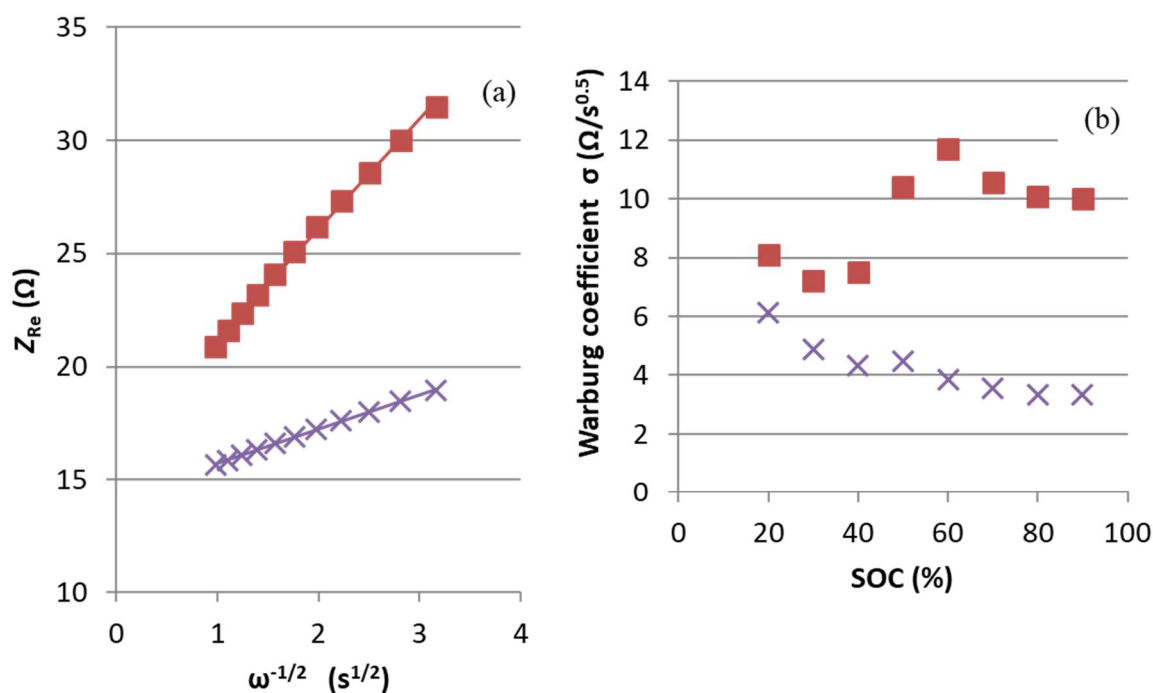 (a)
35
30
25
20
15
10
0 1 2 3 4
Z_Re (Ω)
ω^-1/2 (s^1/2)
(b)
14
12
10
8
6
4
2
0
0 20 40 60 80 100
Warburg coefficient σ (Ω/s^0.5)
SOC (%)